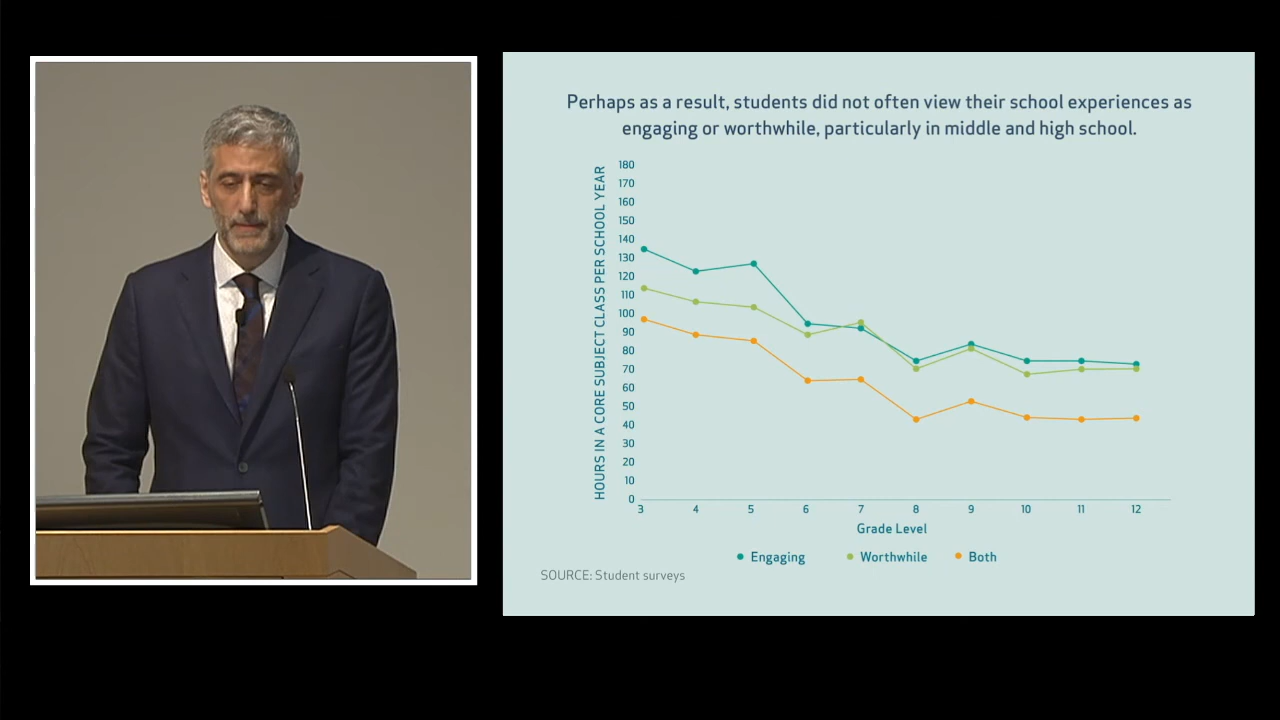 Perhaps as a result, students did not often view their school experiences as
engaging or worthwhile, particularly in middle and high school.
HOURS IN A CORE SUBJECT CLASS PER SCHOOL YEAR
180
170
160
150
140
130
120
110
100
90
80
70
60
50
40
30
20
10
0
3 4 5 6 7 8 9 10 11 12
Grade Level
Engaging Worthwhile Both
SOURCE: Student surveys